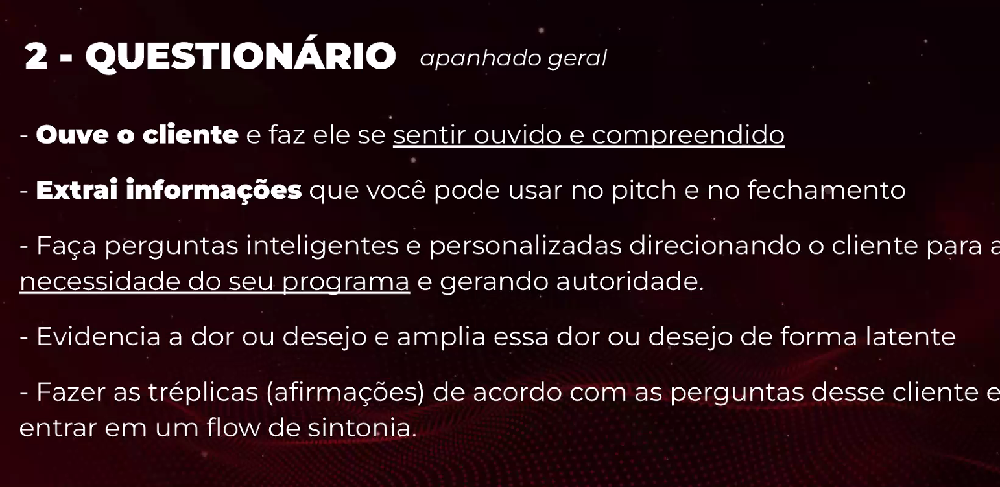 2 - QUESTIONÁRIO apanhado geral
- Ouve o cliente e faz ele se sentir ouvido e compreendido
- Extrai informações que você pode usar no pitch e no fechamento
- Faça perguntas inteligentes e personalizadas direcionando o cliente para a
necessidade do seu programa e gerando autoridade.
- Evidencia a dor ou desejo e amplia essa dor ou desejo de forma latente
- Fazer as tréplicas (afirmações) de acordo com as perguntas desse cliente e
entrar em um flow de sintonia.